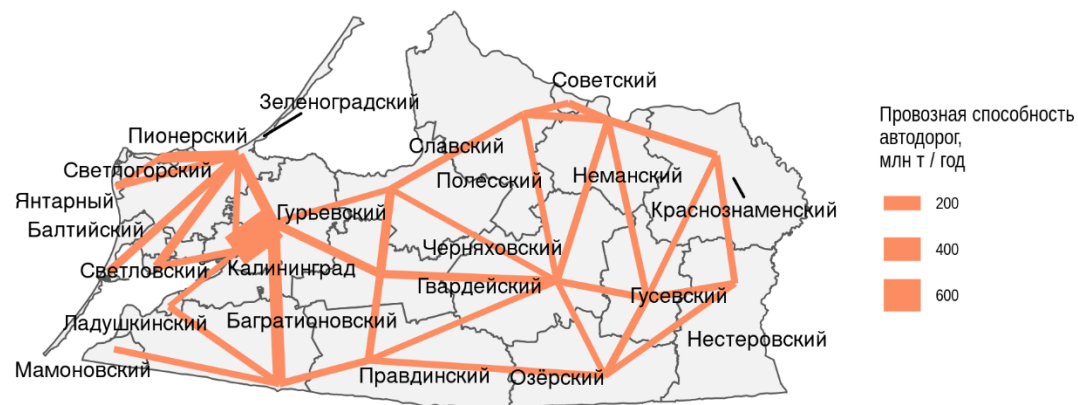 Советский
Зеленоградский
Пионерский
Славский
Светлогорский
Полесский
Неманский
Янтарный
Гурьевский
Краснознаменский
Балтийский
Черняховский
Светловский
Калининград
Гвардейский
Гусевский
Ладушкинский
Багратионовский
Нестеровский
Мамоновский
Правдинский
Озёрский
Провозная способность
автодорог,
млн т / год
200
400
600